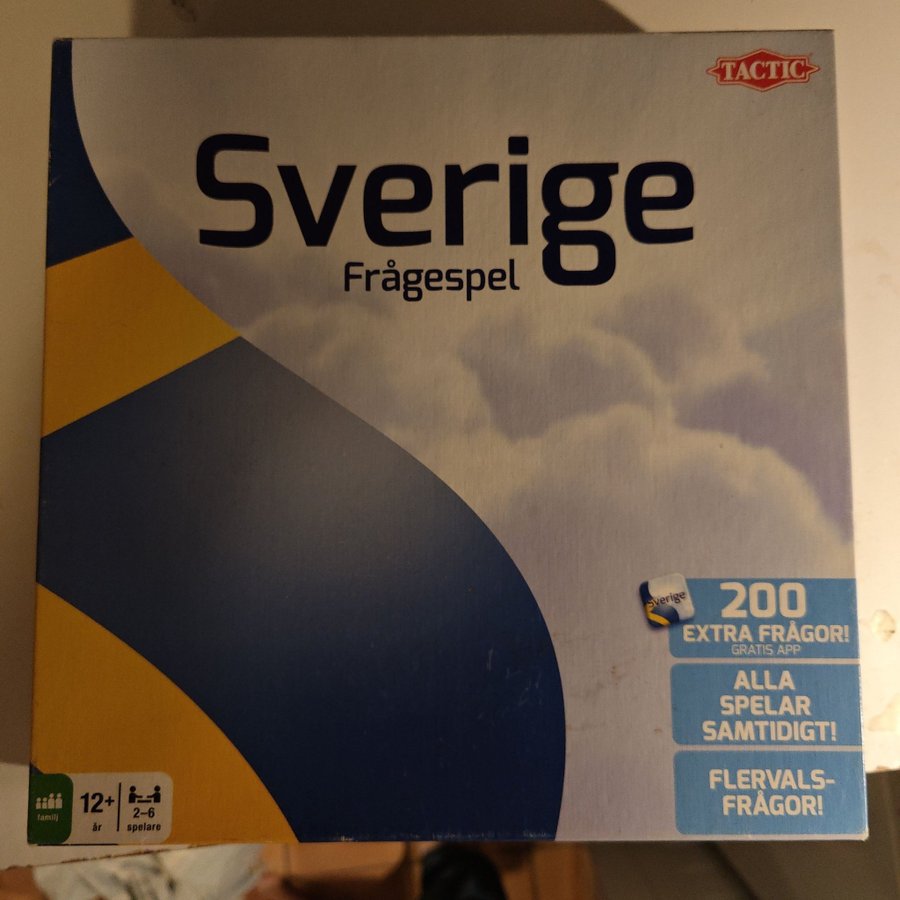 TACTIC
Sverige
Frågespel
Sverige
200
EXTRA FRÅGOR!
GRATIS APP
ALLA
SPELAR
SAMTIDIGT!
FLERVALS-
FRÅGOR!
familj
12+
år
2-6
spelare